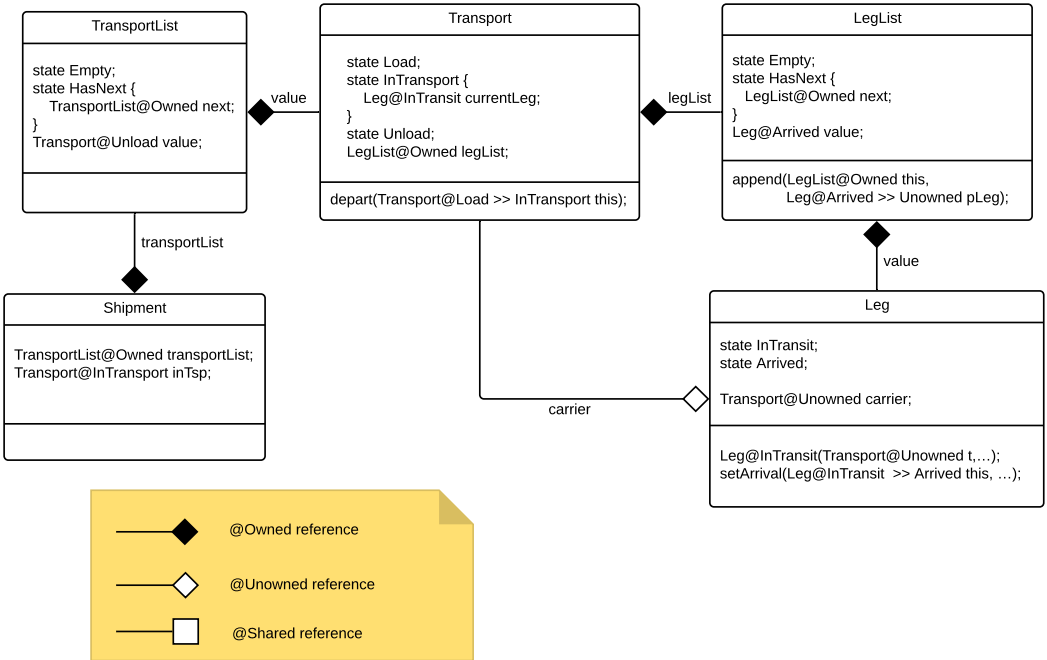 TransportList
state Empty;
state HasNext {
TransportList@Owned next;
}
Transport@Unload value;
value
Transport
state Load;
state InTransport {
Leg@InTransit currentLeg;
}
state Unload;
LegList@Owned legList;
depart(Transport@Load >> InTransport this);
legList
LegList
state Empty;
state HasNext {
LegList@Owned next;
}
Leg@Arrived value;
append(LegList@Owned this,
Leg@Arrived >> Unowned pLeg);
transportList
value
Shipment
TransportList@Owned transportList;
Transport@InTransport inTsp;
carrier
Leg
state InTransit;
state Arrived;
Transport@Unowned carrier;
Leg@InTransit(Transport@Unowned t,…);
setArrival(Leg@InTransit  >> Arrived this, …);
@Owned reference
@Unowned reference
@Shared reference